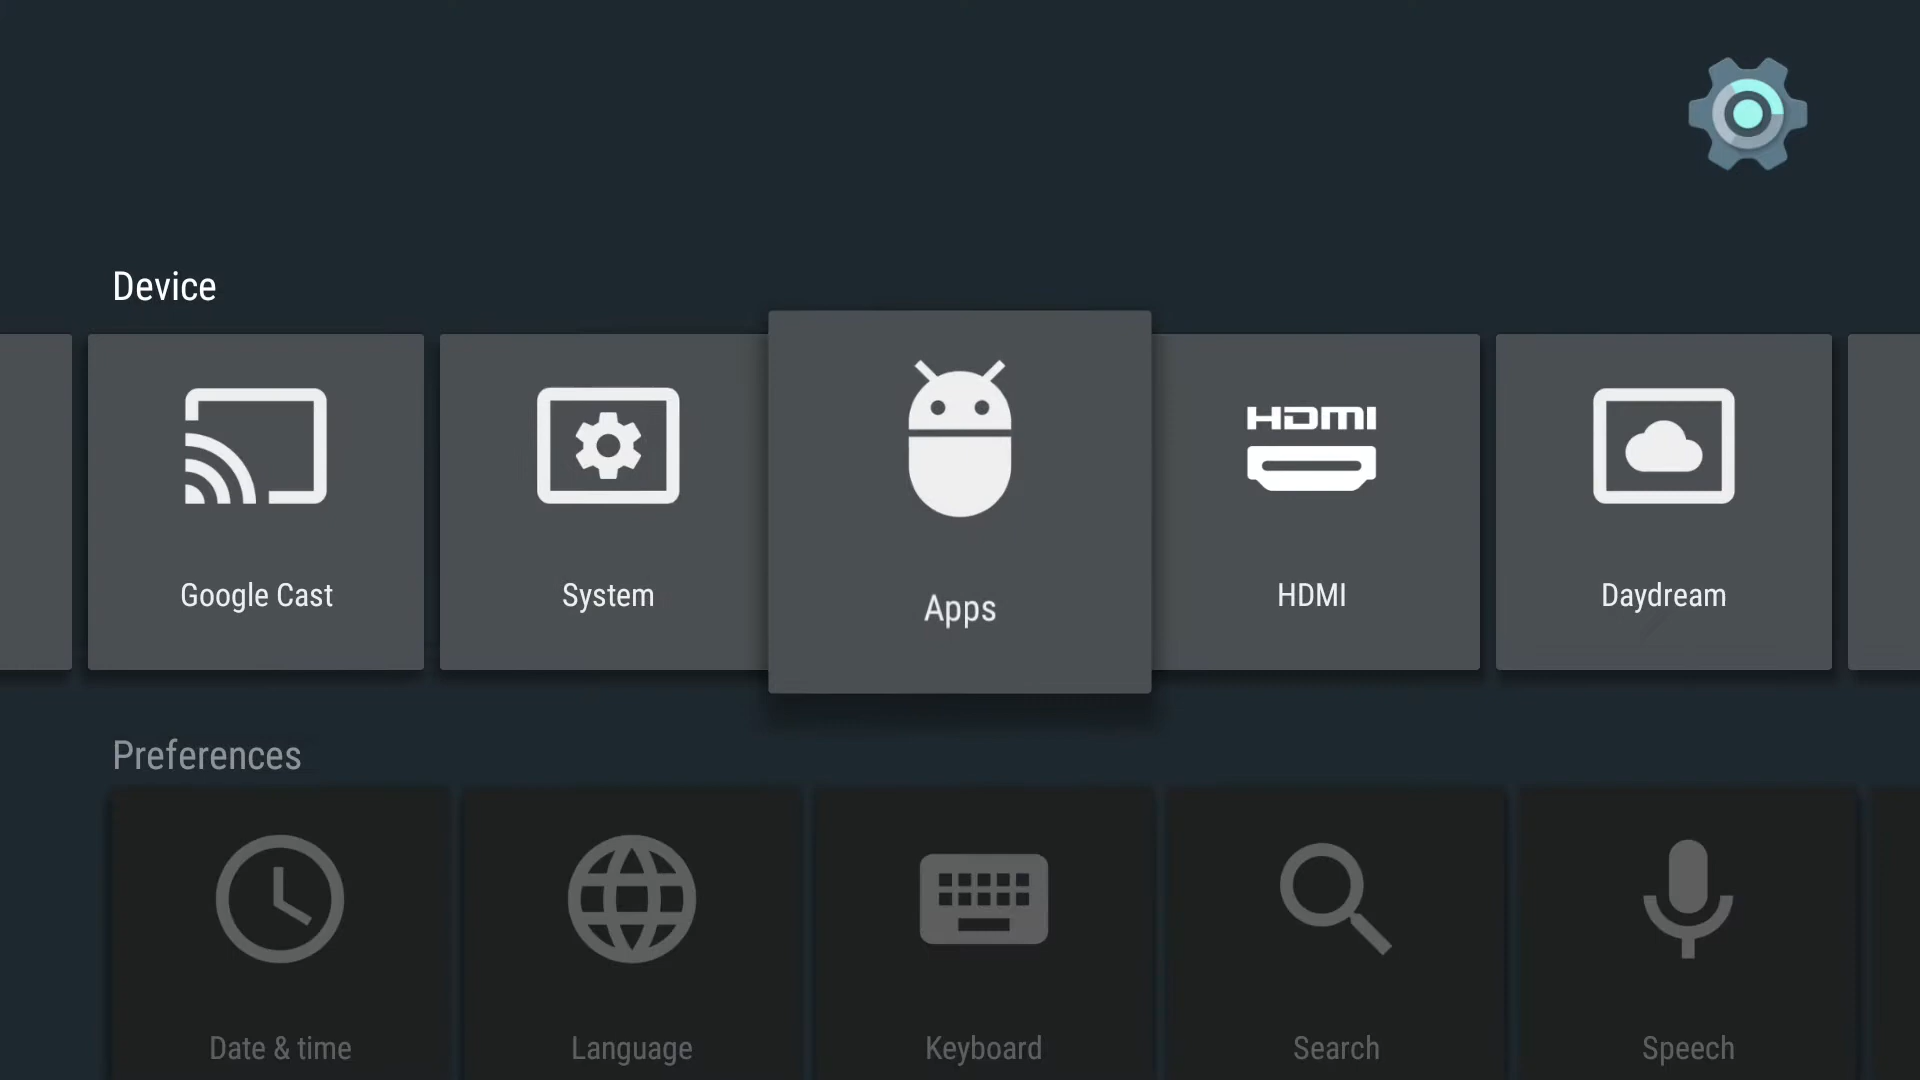 Device
Google Cast
System
Apps
HDMI
HDMI
Daydream
Preferences
Date & time
Language
Keyboard
Search
Speech